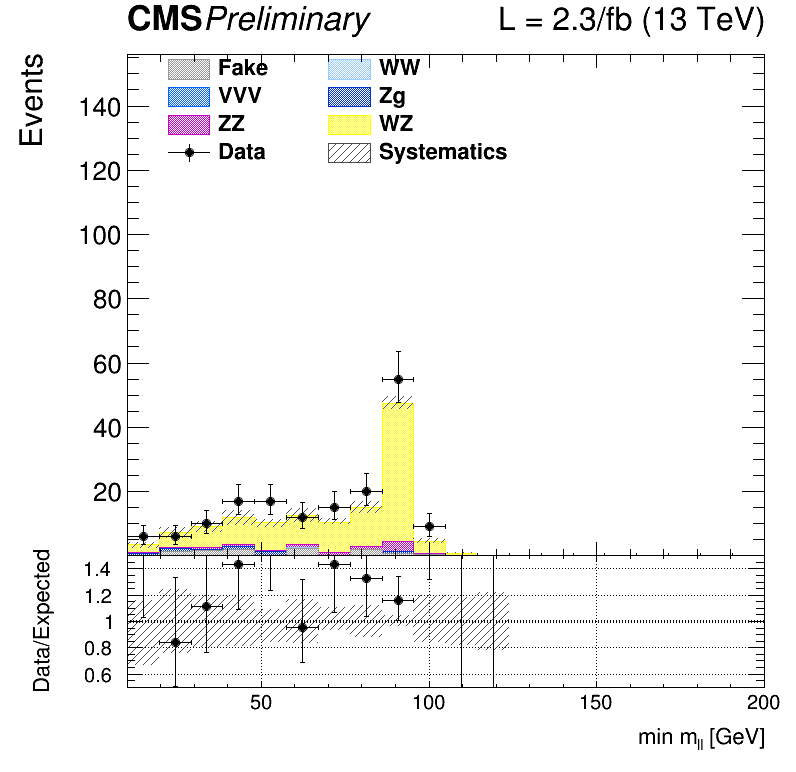 CMSPreliminary L = 2.3/fb (13 TeV)
Events
140
120
100
80
60
40
20
Fake WW
VVV Zg
ZZ WZ
Data Systematics
Data/Expected
1.4
1.2
1
0.8
0.6
50 100 150 200
min m_ll [GeV]